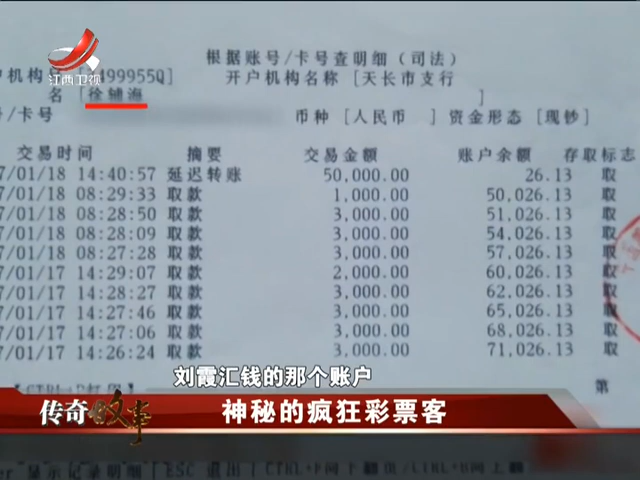 江西卫视
根据账号/卡号查明细(司法)
机构号 499955Q] 开户机构名称 [天长市支行
名 [徐辅海 ]
/卡号 币种 [人民币 ] 资金形态 [现钞]
交易时间 摘要 交易金额 账户余额 存取标志
7/01/18 14:40:57 延迟转账 50,000.00 26.13 取
7/01/18 08:29:33 取款 1,000.00 50,026.13 取
7/01/18 08:28:50 取款 3,000.00 51,026.13 取
7/01/18 08:28:09 取款 3,000.00 54,026.13 取
7/01/18 08:27:28 取款 3,000.00 57,026.13 取
7/01/17 14:29:07 取款 2,000.00 60,026.13 取
7/01/17 14:28:27 取款 3,000.00 62,026.13 取
7/01/17 14:27:46 取款 3,000.00 65,026.13 取
7/01/17 14:27:06 取款 3,000.00 68,026.13 取
7/01/17 14:26:24 取款 3,000.00 71,026.13 取
第
刘霞汇钱的那个账户
传奇故事
神秘的疯狂彩票客